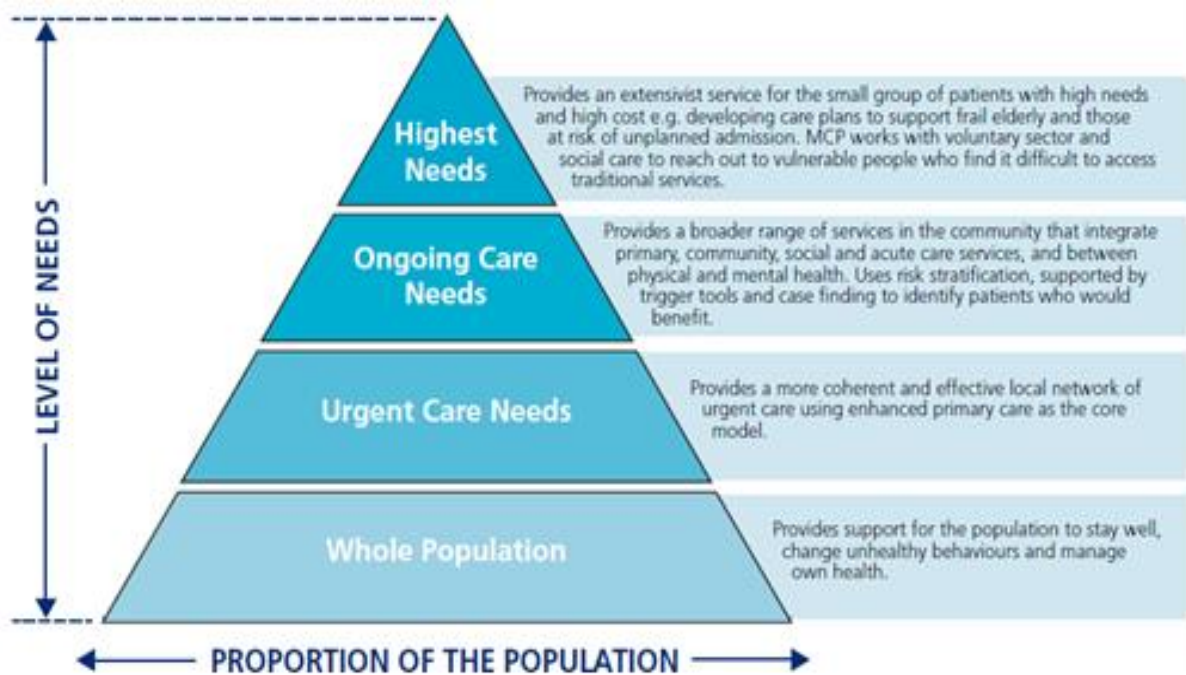 LEVEL OF NEEDS
Highest
Needs
Provides an extensivist service for the small group of patients with high needs
and high cost e.g. developing care plans to support frail elderly and those
at risk of unplanned admission. MCP works with voluntary sector and
social care to reach out to vulnerable people who find it difficult to access
traditional services.
Ongoing Care
Needs
Provides a broader range of services in the community that integrate
primary, community, social and acute care services, and between
physical and mental health. Uses risk stratification, supported by
trigger tools and case finding to identify patients who would
benefit.
Urgent Care Needs
Provides a more coherent and effective local network of
urgent care using enhanced primary care as the core
model.
Whole Population
Provides support for the population to stay well,
change unhealthy behaviours and manage
own health.
PROPORTION OF THE POPULATION